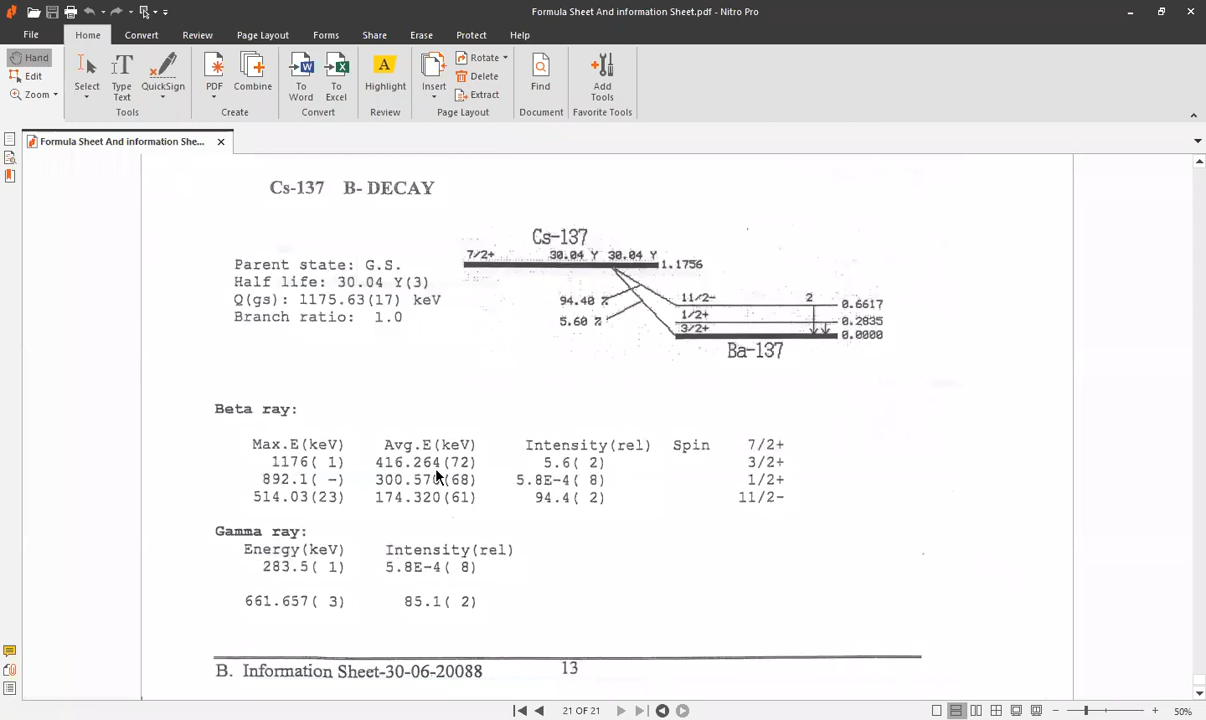 Formula Sheet And information Sheet.pdf - Nitro Pro
File Home Convert Review Page Layout Forms Share Erase Protect Help
Hand
Edit
Zoom
Select
Type Text
QuickSign
Tools
PDF
Combine
Create
To Word
To Excel
Convert
Highlight
Review
Insert
Rotate
Delete
Extract
Page Layout
Find
Document
Add Tools
Favorite Tools
Formula Sheet And information She...
Cs-137 B- DECAY
Cs-137
7/2+ 30.04 Y 30.04 Y 1.1756
Parent state: G.S.
Half life: 30.04 Y(3)
Q(gs): 1175.63(17) keV
Branch ratio: 1.0
94.40 % 11/2- 2 0.6617
5.60 % 1/2+ 0.2835
3/2+ 0.0000
Ba-137
Beta ray:
Max.E(keV) Avg.E(keV) Intensity(rel) Spin 7/2+
1176( 1) 416.264(72) 5.6( 2) 3/2+
892.1( -) 300.570(68) 5.8E-4( 8) 1/2+
514.03(23) 174.320(61) 94.4( 2) 11/2-
Gamma ray:
Energy(keV) Intensity(rel)
283.5( 1) 5.8E-4( 8)
661.657( 3) 85.1( 2)
B. Information Sheet-30-06-20088 13
21 OF 21
50%